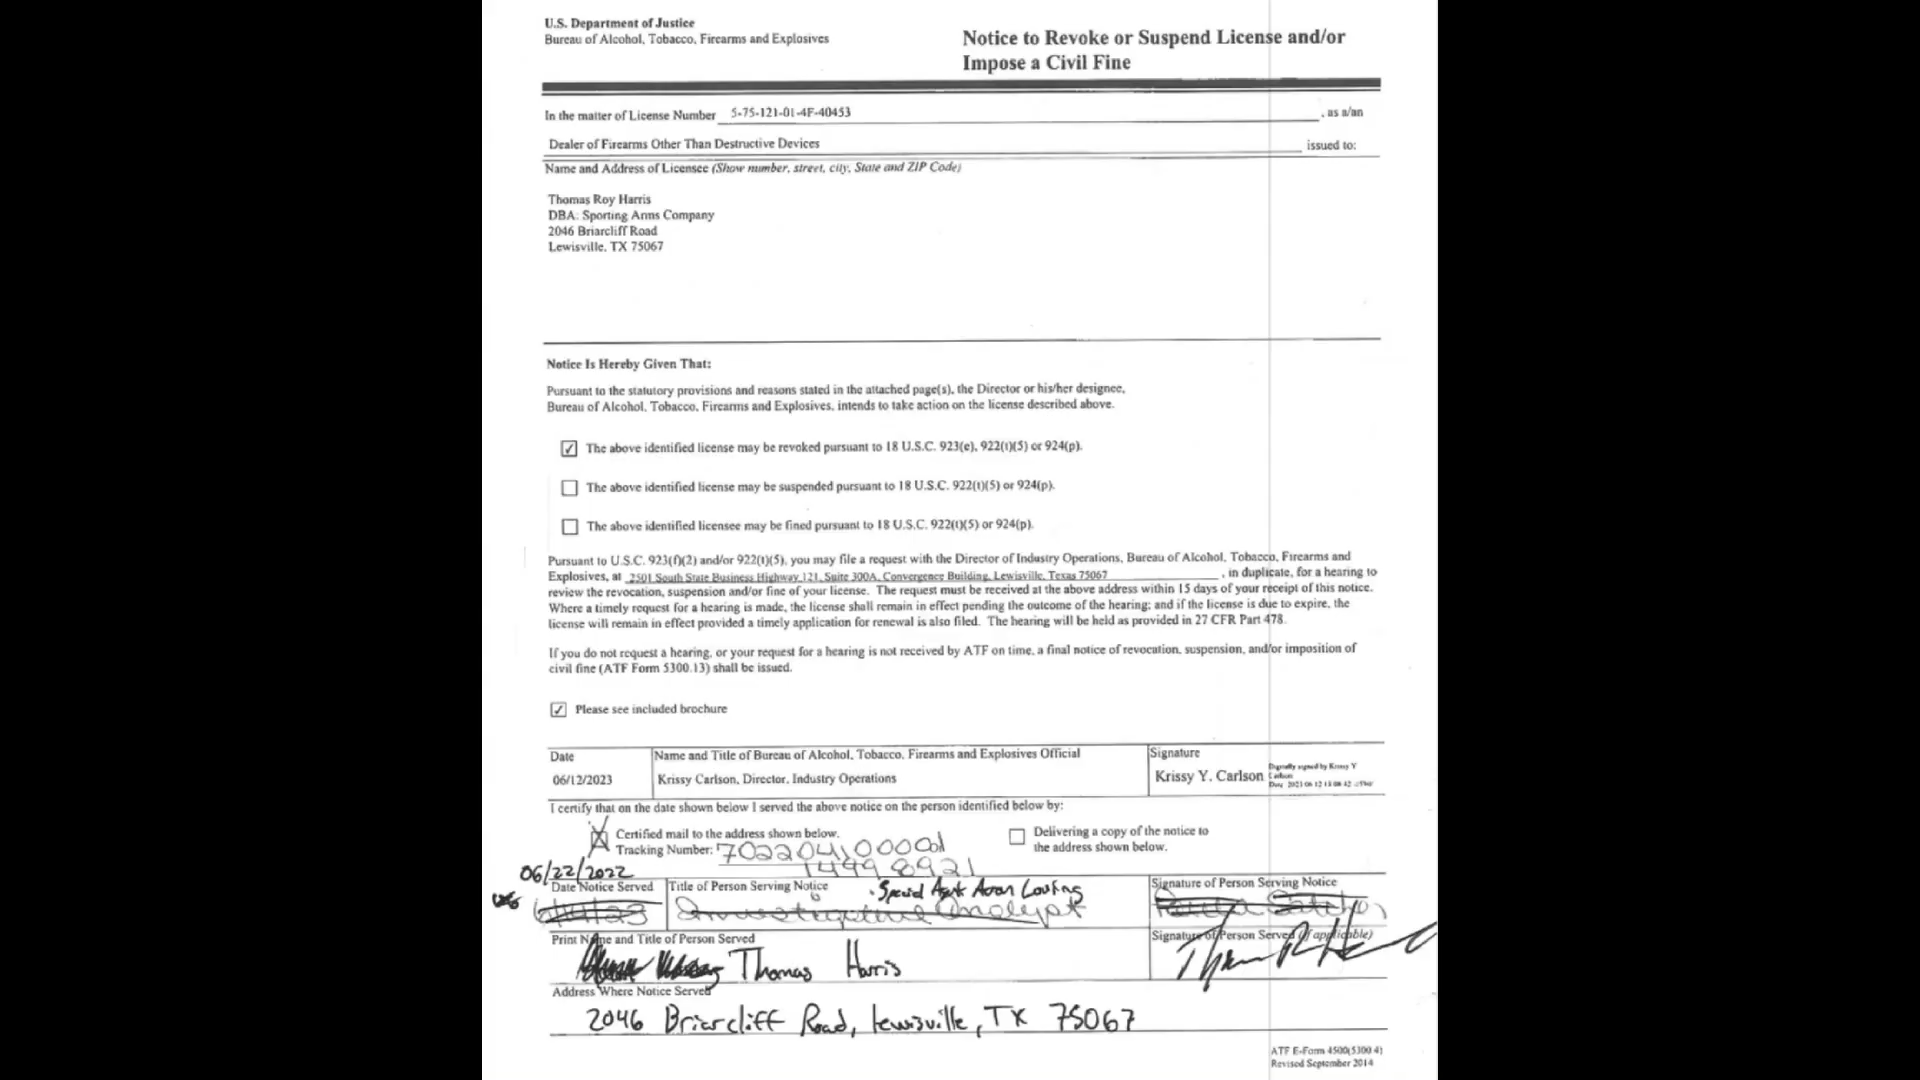 U.S. Department of Justice
Bureau of Alcohol, Tobacco, Firearms and Explosives
Notice to Revoke or Suspend License and/or
Impose a Civil Fine
In the matter of License Number 5-75-121-01-4F-40453 , as a/an
Dealer of Firearms Other Than Destructive Devices issued to:
Name and Address of Licensee (Show number, street, city, State and ZIP Code)
Thomas Roy Harris
DBA: Sporting Arms Company
2046 Briarcliff Road
Lewisville, TX 75067
Notice Is Hereby Given That:
Pursuant to the statutory provisions and reasons stated in the attached page(s), the Director or his/her designee,
Bureau of Alcohol, Tobacco, Firearms and Explosives, intends to take action on the license described above.
The above identified license may be revoked pursuant to 18 U.S.C. 923(e), 922(t)(5) or 924(p).
The above identified license may be suspended pursuant to 18 U.S.C. 922(t)(5) or 924(p).
The above identified licensee may be fined pursuant to 18 U.S.C. 922(t)(5) or 924(p).
Pursuant to U.S.C. 923(f)(2) and/or 922(t)(5), you may file a request with the Director of Industry Operations, Bureau of Alcohol, Tobacco, Firearms and
Explosives, at 2501 South State Business Highway 121, Suite 300A, Convergence Building, Lewisville, Texas 75067 , in duplicate, for a hearing to
review the revocation, suspension and/or fine of your license. The request must be received at the above address within 15 days of your receipt of this notice.
Where a timely request for a hearing is made, the license shall remain in effect pending the outcome of the hearing; and if the license is due to expire, the
license will remain in effect provided a timely application for renewal is also filed. The hearing will be held as provided in 27 CFR Part 478.
If you do not request a hearing, or your request for a hearing is not received by ATF on time, a final notice of revocation, suspension, and/or imposition of
civil fine (ATF Form 5300.13) shall be issued.
Please see included brochure
Date
Name and Title of Bureau of Alcohol, Tobacco, Firearms and Explosives Official
Signature
06/12/2023
Krissy Carlson, Director, Industry Operations
Krissy Y. Carlson
Digitally signed by Krissy Y
Carlson
I certify that on the date shown below I served the above notice on the person identified below by:
Certified mail to the address shown below.
Tracking Number: 7022041000001
1499 8921
Delivering a copy of the notice to
the address shown below.
06/22/2022
Date Notice Served
Title of Person Serving Notice
Special Agent
Investigative Analyst
Signature of Person Serving Notice
Print Name and Title of Person Served
Thomas Harris
Signature of Person Served (if applicable)
Address Where Notice Served
2046 Briarcliff Road, Lewisville, TX 75067
ATF E-Form 4500(5300 4)
Revised September 2014